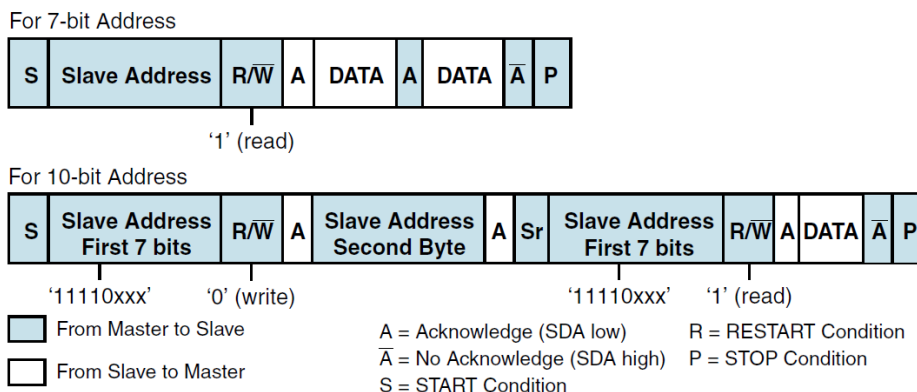 For 7-bit Address
S Slave Address R/W̅ A DATA A DATA A̅ P
‘1’ (read)
For 10-bit Address
S Slave Address First 7 bits R/W̅ A Slave Address Second Byte A Sr Slave Address First 7 bits R/W̅ A DATA A̅ P
‘11110xxx’ ‘0’ (write) ‘11110xxx’ ‘1’ (read)
From Master to Slave
From Slave to Master
A = Acknowledge (SDA low)
A̅ = No Acknowledge (SDA high)
S = START Condition
R = RESTART Condition
P = STOP Condition